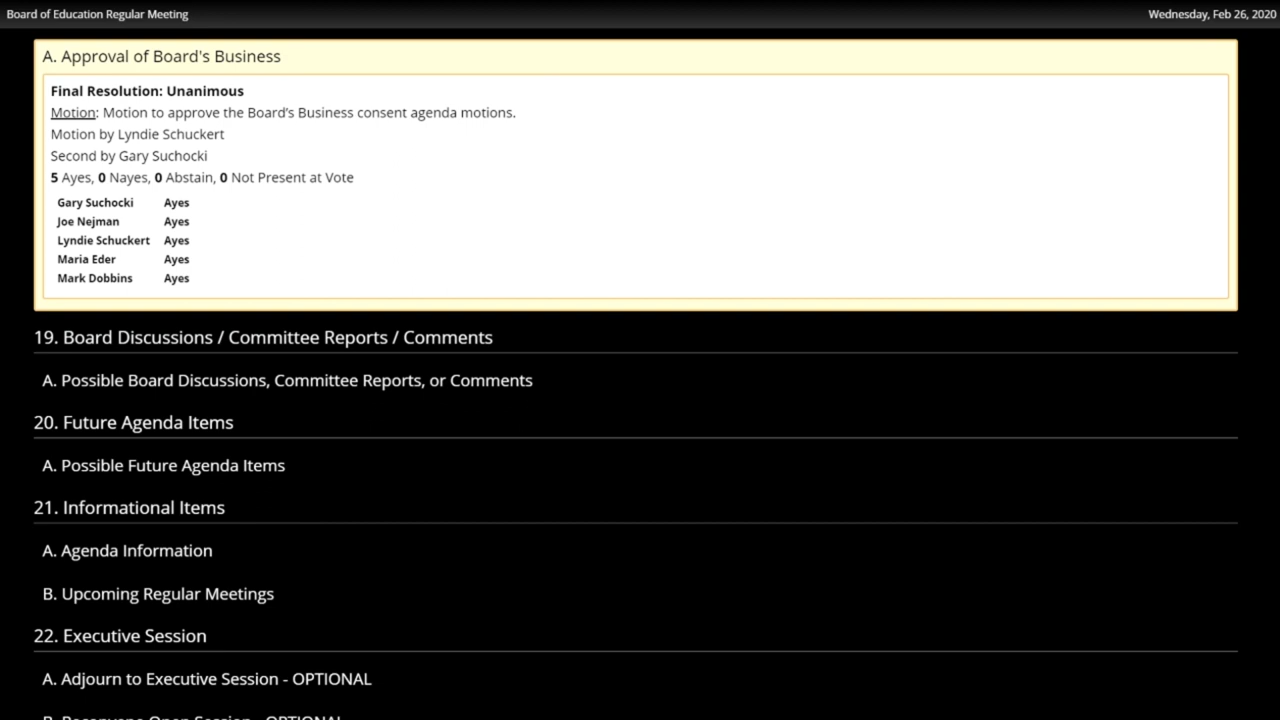 Board of Education Regular Meeting
Wednesday, Feb 26, 2020
A. Approval of Board's Business
Final Resolution: Unanimous
Motion: Motion to approve the Board’s Business consent agenda motions.
Motion by Lyndie Schuckert
Second by Gary Suchocki
5 Ayes, 0 Nayes, 0 Abstain, 0 Not Present at Vote
Gary Suchocki Ayes
Joe Nejman Ayes
Lyndie Schuckert Ayes
Maria Eder Ayes
Mark Dobbins Ayes
19. Board Discussions / Committee Reports / Comments
A. Possible Board Discussions, Committee Reports, or Comments
20. Future Agenda Items
A. Possible Future Agenda Items
21. Informational Items
A. Agenda Information
B. Upcoming Regular Meetings
22. Executive Session
A. Adjourn to Executive Session - OPTIONAL
B. Reconvene Open Session - OPTIONAL